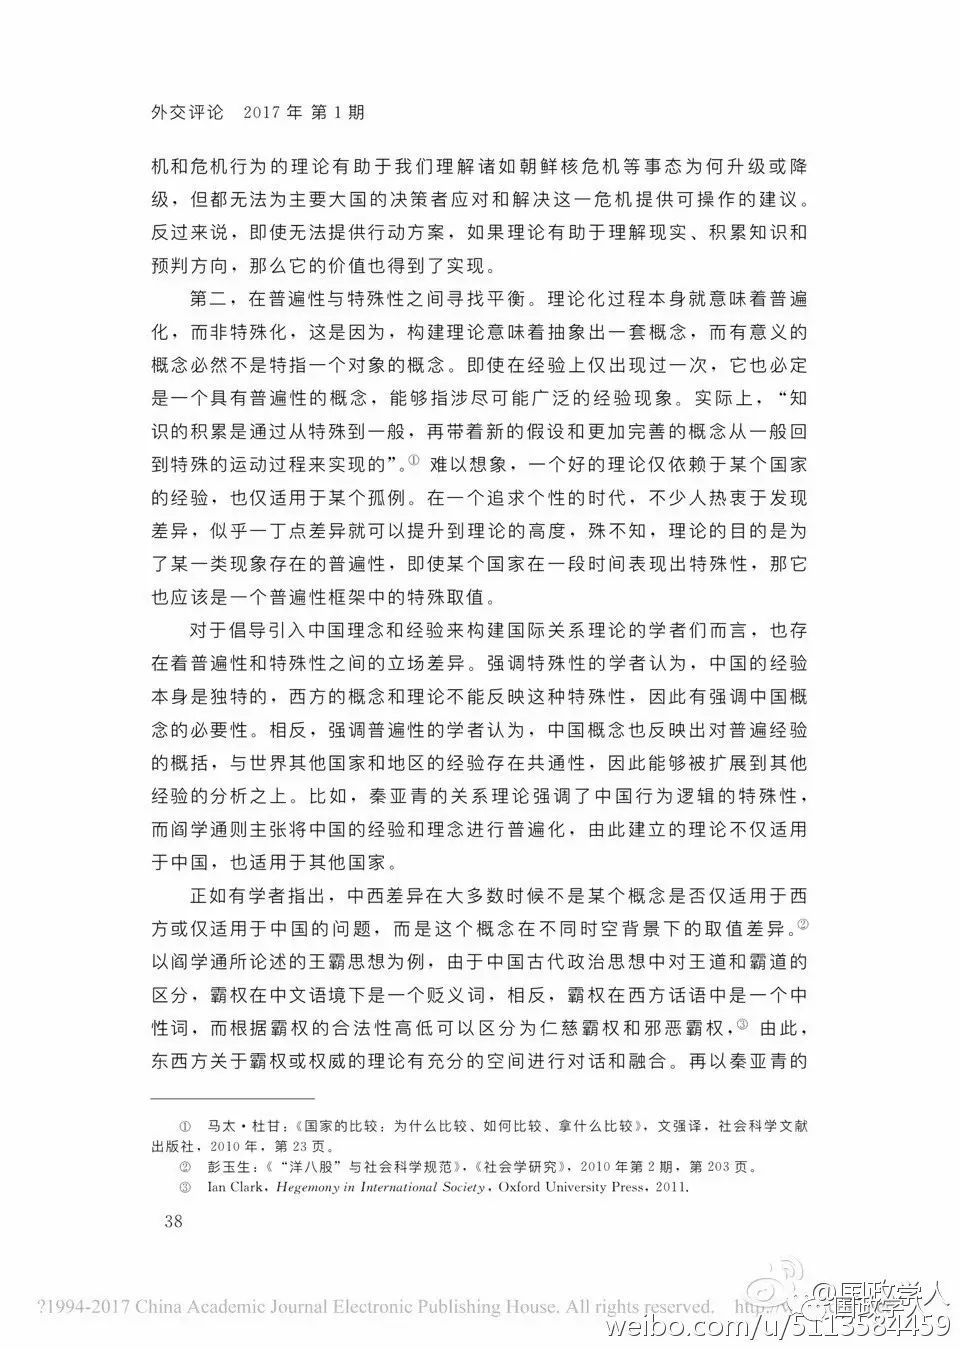 外交评论 2017年 第1期
机和危机行为的理论有助于我们理解诸如朝鲜核危机等事态为何升级或降
级，但都无法为主要大国的决策者应对和解决这一危机提供可操作的建议。
反过来说，即使无法提供行动方案，如果理论有助于理解现实、积累知识和
预判方向，那么它的价值也得到了实现。
第二，在普遍性与特殊性之间寻找平衡。理论化过程本身就意味着普遍
化，而非特殊化，这是因为，构建理论意味着抽象出一套概念，而有意义的
概念必然不是特指一个对象的概念。即使在经验上仅出现过一次，它也必定
是一个具有普遍性的概念，能够指涉尽可能广泛的经验现象。实际上，“知
识的积累是通过从特殊到一般，再带着新的假设和更加完善的概念从一般回
到特殊的运动过程来实现的”。① 难以想象，一个好的理论仅依赖于某个国家
的经验，也仅适用于某个孤例。在一个追求个性的时代，不少人热衷于发现
差异，似乎一丁点差异就可以提升到理论的高度，殊不知，理论的目的是为
了某一类现象存在的普遍性，即使某个国家在一段时间表现出特殊性，那它
也应该是一个普遍性框架中的特殊取值。
对于倡导引入中国理念和经验来构建国际关系理论的学者们而言，也存
在着普遍性和特殊性之间的立场差异。强调特殊性的学者认为，中国的经验
本身是独特的，西方的概念和理论不能反映这种特殊性，因此有强调中国概
念的必要性。相反，强调普遍性的学者认为，中国概念也反映出对普遍经验
的概括，与世界其他国家和地区的经验存在共通性，因此能够被扩展到其他
经验的分析之上。比如，秦亚青的关系理论强调了中国行为逻辑的特殊性，
而阎学通则主张将中国的经验和理念进行普遍化，由此建立的理论不仅适用
于中国，也适用于其他国家。
正如有学者指出，中西差异在大多数时候不是某个概念是否仅适用于西
方或仅适用于中国的问题，而是这个概念在不同时空背景下的取值差异。②
以阎学通所论述的王霸思想为例，由于中国古代政治思想中对王道和霸道的
区分，霸权在中文语境下是一个贬义词，相反，霸权在西方话语中是一个中
性词，而根据霸权的合法性高低可以区分为仁慈霸权和邪恶霸权，③ 由此，
东西方关于霸权或权威的理论有充分的空间进行对话和融合。再以秦亚青的
① 马太·杜甘：《国家的比较：为什么比较、如何比较、拿什么比较》，文强译，社会科学文献
出版社，2010年，第23页。
② 彭玉生：《“洋八股”与社会科学规范》，《社会学研究》，2010年第2期，第203页。
③ Ian Clark, Hegemony in International Society, Oxford University Press, 2011.
38
?1994-2017 China Academic Journal Electronic Publishing House. All rights reserved. http://
@国政学人
国政学人
weibo.com/u/5113584459